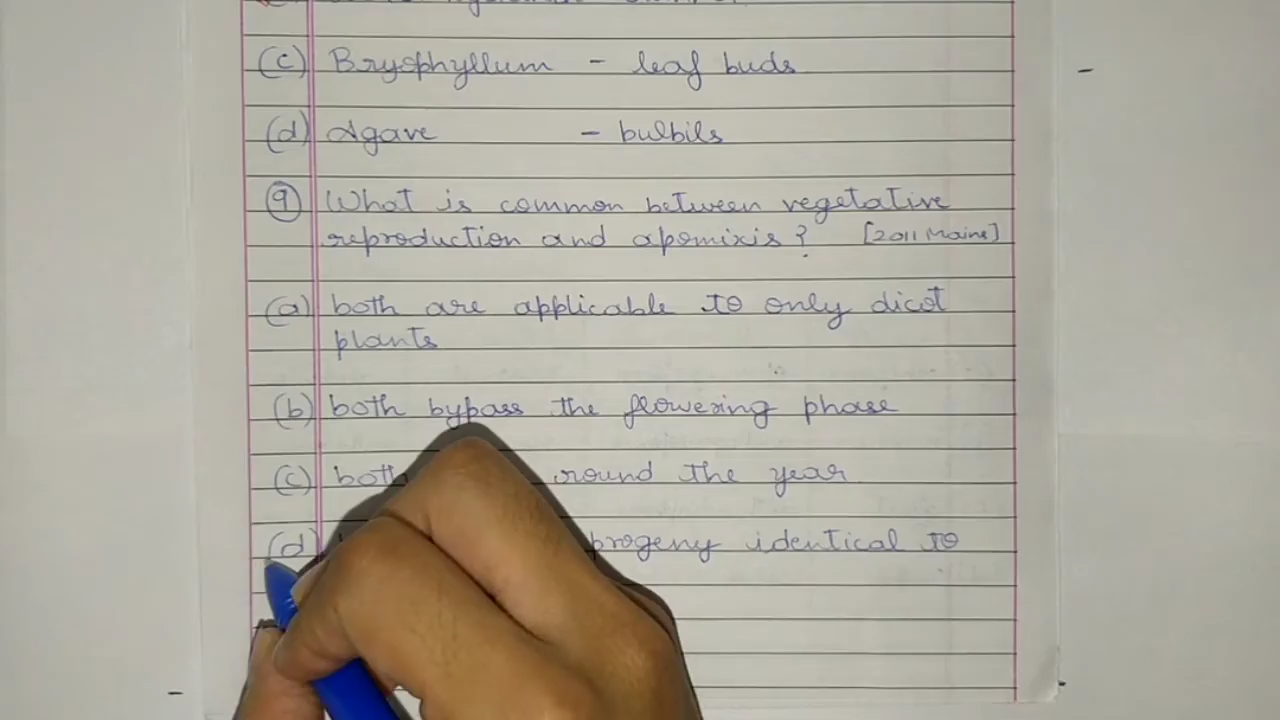 (c) Bryophyllum - leaf buds
(d) Agave - bulbils
9 What is common between vegetative
reproduction and apomixis? [2011 Mains]
(a) both are applicable to only dicot
plants
(b) both bypass the flowering phase
(c) both round the year
(d) progeny identical to